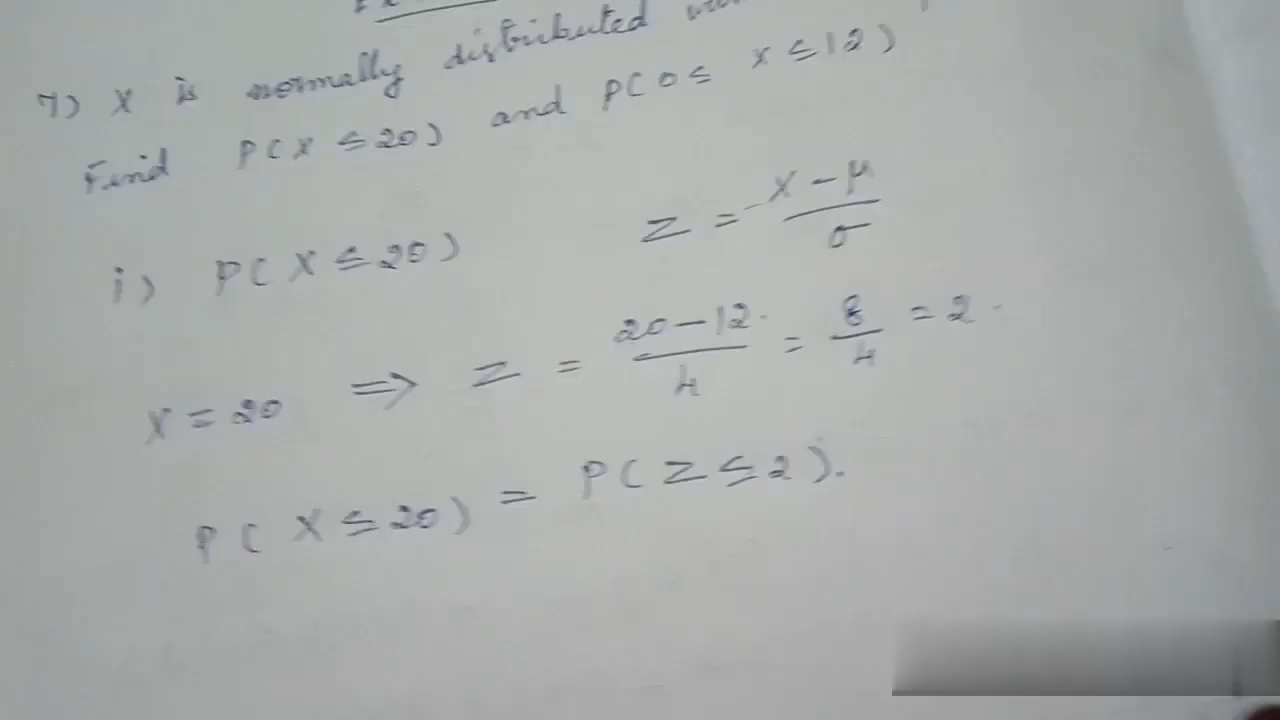 7) X is normally distributed
Find P(X ≤ 20) and P(0 ≤ X ≤ 12)
i) P(X ≤ 20) Z = X - μ / σ
X = 20 ⇒ Z = 20 - 12 / 4 = 8 / 4 = 2.
P(X ≤ 20) = P(Z ≤ 2).